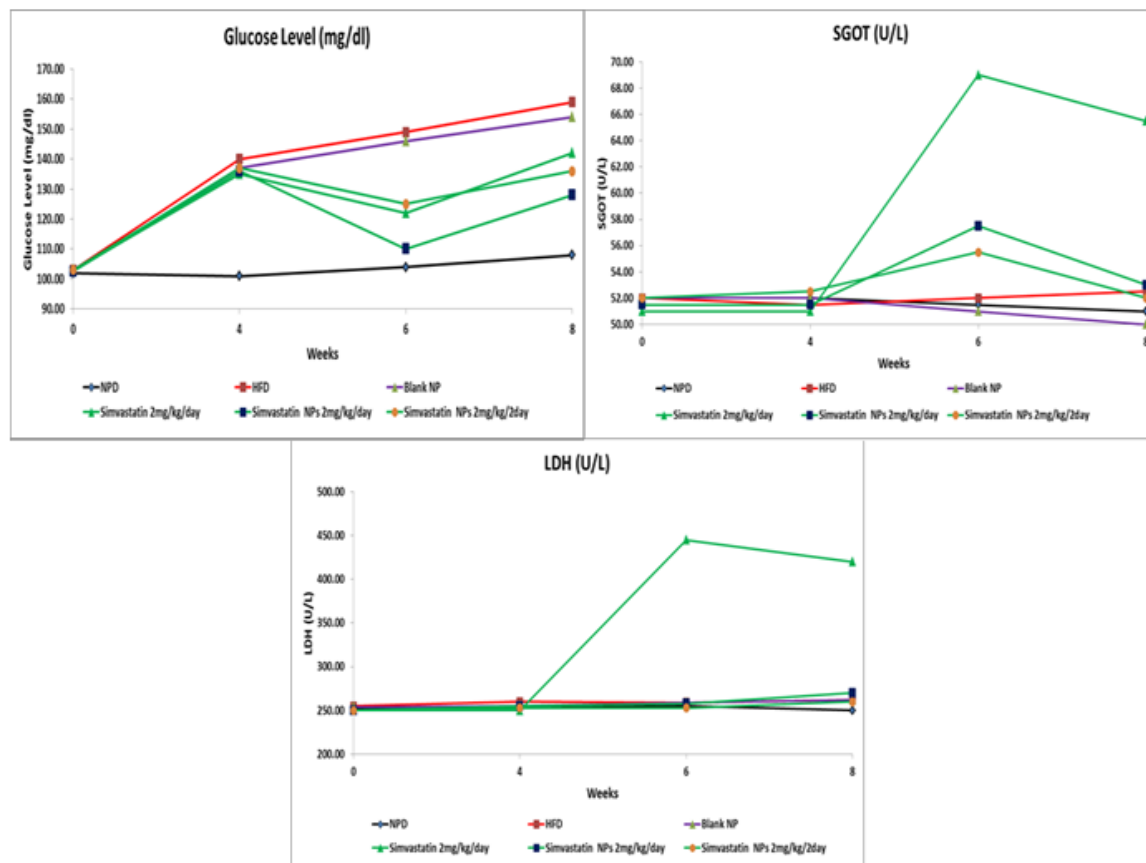 Glucose Level (mg/dl)
Glucose Level (mg/dl)
170.00
160.00
150.00
140.00
130.00
120.00
110.00
100.00
90.00
0 4 6 8
Weeks
NPD HFD Blank NP
Simvastatin 2mg/kg/day Simvastatin NPs 2mg/kg/day Simvastatin NPs 2mg/kg/2day
SGOT (U/L)
SGOT (U/L)
70.00
68.00
66.00
64.00
62.00
60.00
58.00
56.00
54.00
52.00
50.00
0 4 6 8
Weeks
NPD HFD Blank NP
Simvastatin 2mg/kg/day Simvastatin NPs 2mg/kg/day Simvastatin NPs 2mg/kg/2day
LDH (U/L)
LDH (U/L)
500.00
450.00
400.00
350.00
300.00
250.00
200.00
0 4 6 8
Weeks
NPD HFD Blank NP
Simvastatin 2mg/kg/day Simvastatin NPs 2mg/kg/day Simvastatin NPs 2mg/kg/2day